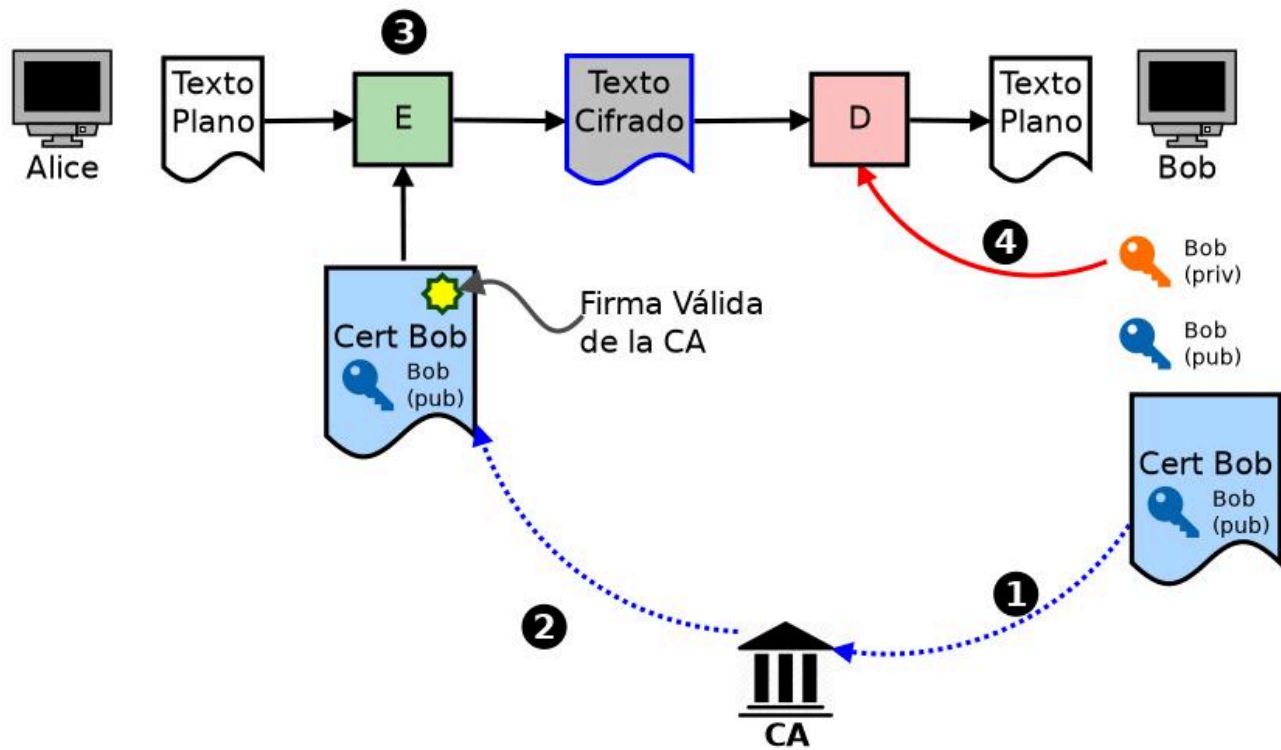 3
Texto
Plano
E
Texto
Cifrado
D
Texto
Plano
Alice
Bob
4
Bob
(priv)
Firma Válida
de la CA
Cert Bob
Bob
(pub)
Bob
(pub)
Cert Bob
Bob
(pub)
1
2
CA